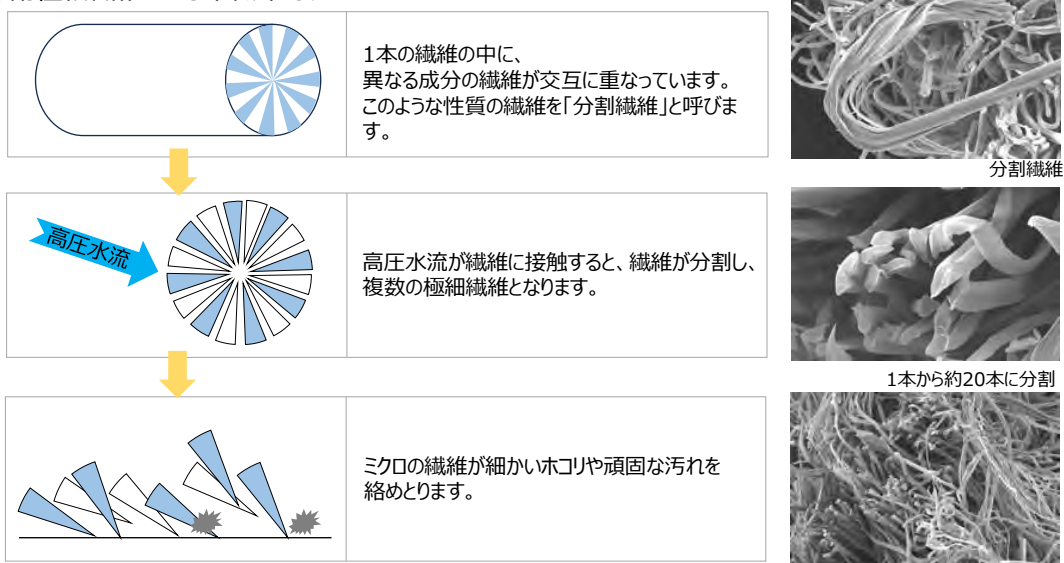 1本の繊維の中に、
異なる成分の繊維が交互に重なっています。
このような性質の繊維を「分割繊維」と呼びま
す。
分割繊維
高圧水流
高圧水流が繊維に接触すると、繊維が分割し、
複数の極細繊維となります。
1本から約20本に分割
ミクロの繊維が細かいホコリや頑固な汚れを
絡めとります。